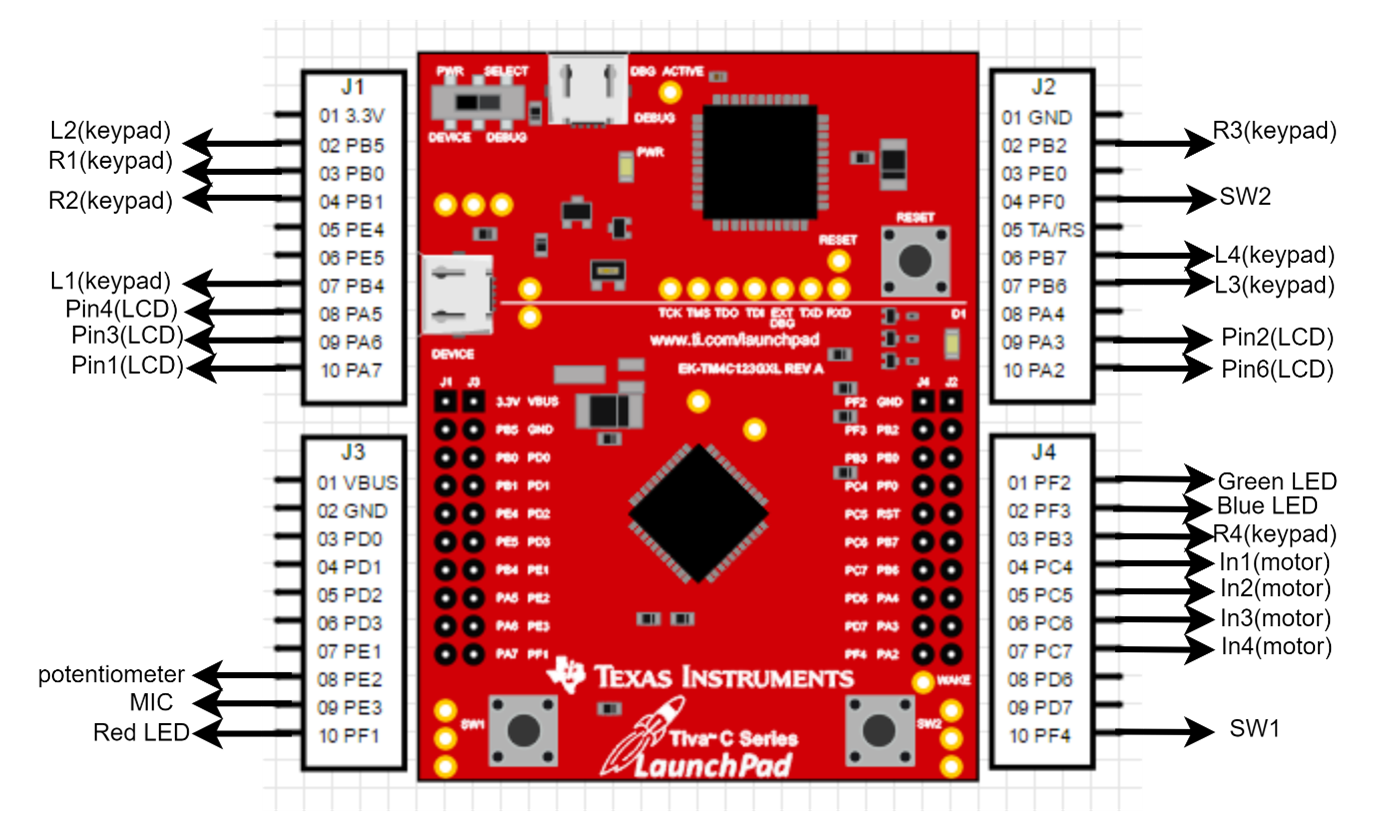 J1
01 3.3V
L2(keypad)
02 PB5
R1(keypad)
03 PB0
R2(keypad)
04 PB1
05 PE4
06 PE5
L1(keypad)
07 PB4
Pin4(LCD)
08 PA5
Pin3(LCD)
09 PA6
Pin1(LCD)
10 PA7
J3
01 VBUS
02 GND
03 PD0
04 PD1
05 PD2
06 PD3
07 PE1
potentiometer
08 PE2
MIC
09 PE3
Red LED
10 PF1
PWR SELECT
DEVICE DEBUG
DBG ACTIVE
DEBUG
PWR
RESET
RESET
TCK TMS TDO TDI EXT DBG TXD RXD
D1
www.ti.com/launchpad
DEVICE
EK-TM4C123GXL REV A
J1 J3
3.3V VBUS
PB5 GND
PB0 PD0
PB1 PD1
PE4 PD2
PE5 PD3
PB4 PE1
PA5 PE2
PA6 PE3
PA7 PF1
J4 J2
PF2 GND
PF3 PB2
PB3 PE0
PC4 PF0
PC5 RST
PC6 PB7
PC7 PB6
PD6 PA4
PD7 PA3
PF4 PA2
TEXAS INSTRUMENTS
WAKE
SW1
SW2
Tiva™ C Series
LaunchPad
J2
01 GND
R3(keypad)
02 PB2
03 PE0
SW2
04 PF0
05 TA/RS
L4(keypad)
06 PB7
L3(keypad)
07 PB6
08 PA4
Pin2(LCD)
09 PA3
Pin6(LCD)
10 PA2
J4
Green LED
01 PF2
Blue LED
02 PF3
R4(keypad)
03 PB3
In1(motor)
04 PC4
In2(motor)
05 PC5
In3(motor)
06 PC6
In4(motor)
07 PC7
08 PD6
09 PD7
SW1
10 PF4